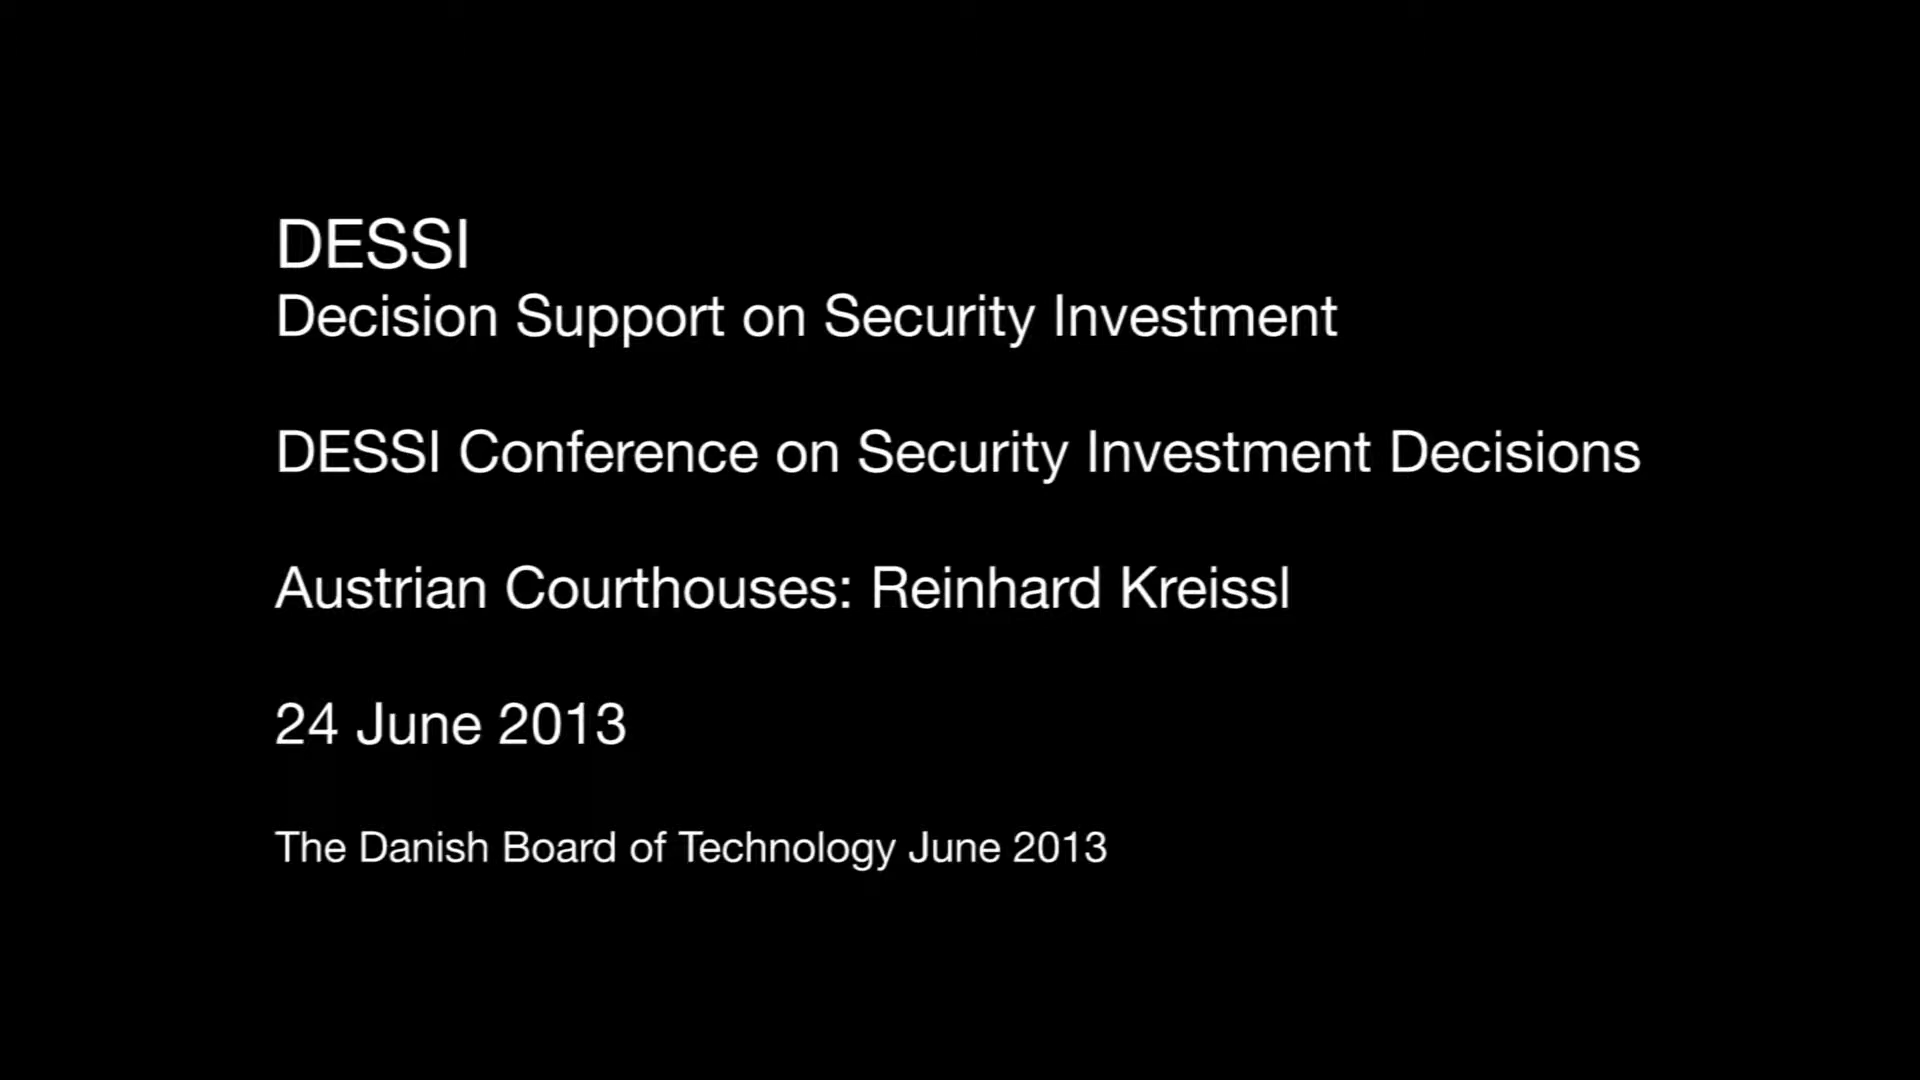 DESSI
Decision Support on Security Investment
DESSI Conference on Security Investment Decisions
Austrian Courthouses: Reinhard Kreissl
24 June 2013
The Danish Board of Technology June 2013